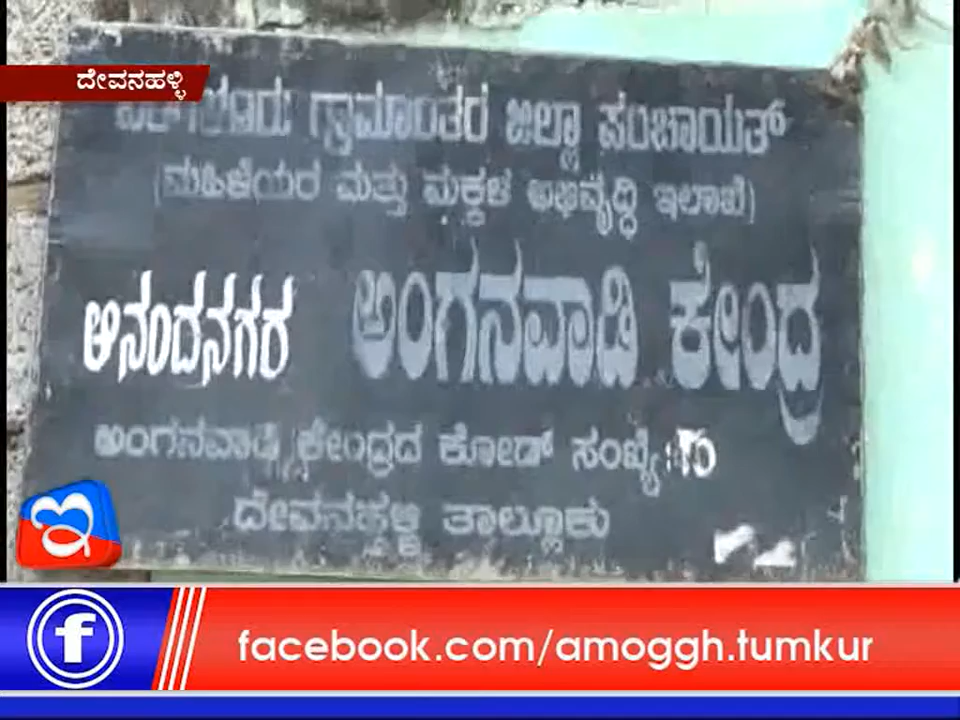 ದೇವನಹಳ್ಳಿ
ಗ್ರಾಮಾಂತರ ಜಿಲ್ಲಾ ಪಂಚಾಯತ್
(ಮಹಿಳೆಯರ ಮತ್ತು ಮಕ್ಕಳ ಅಭಿವೃದ್ಧಿ ಇಲಾಖೆ)
ಆನಂದನಗರ ಅಂಗನವಾಡಿ ಕೇಂದ್ರ
ಅಂಗನವಾಡಿ ಕೇಂದ್ರದ ಕೋಡ್ ಸಂಖ್ಯೆ:
ದೇವನಹಳ್ಳಿ ತಾಲ್ಲೂಕು
ಇ
facebook.com/amoggh.tumkur